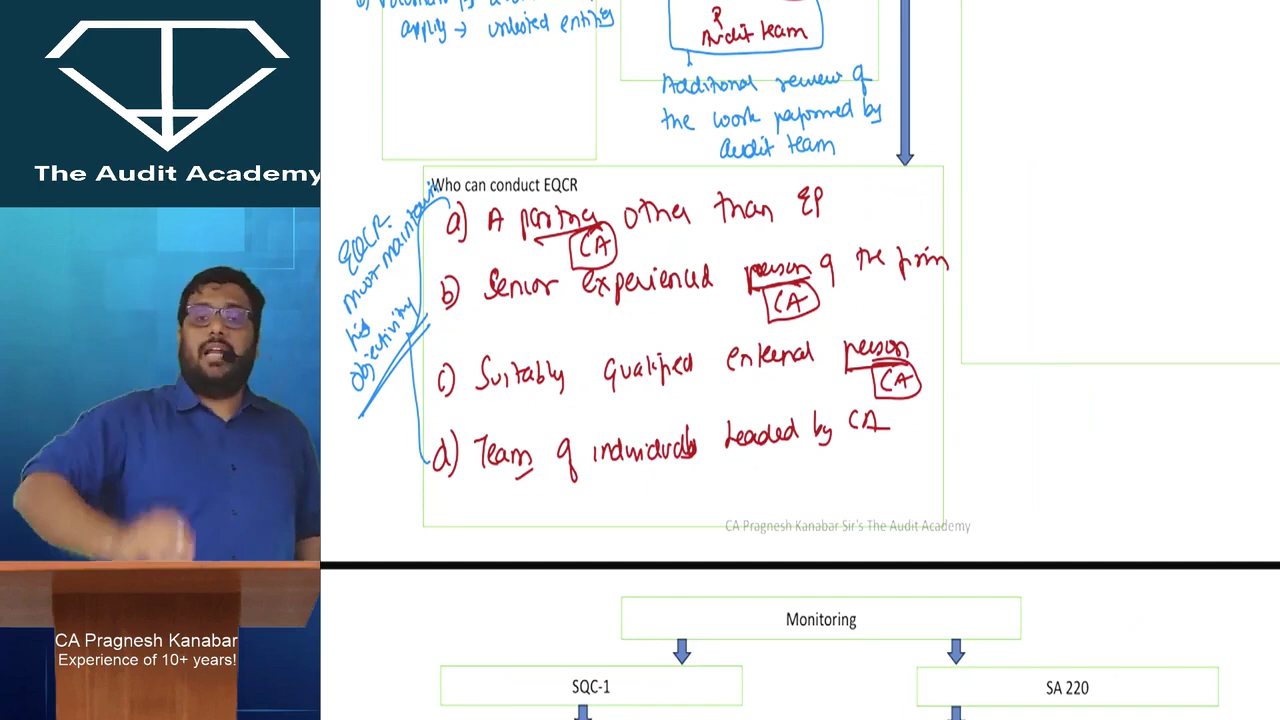 The Audit Academy
apply → unlisted entities
Audit team
Additional review of
the work performed by
audit team
Who can conduct EQCR
a) A partner other than EP
CA
b) Senior experienced person of the firm
CA
c) Suitably qualified external person
CA
d) Team of individuals headed by CA
EQCR
must maintain
his
objectivity
CA Pragnesh Kanabar Sir's The Audit Academy
Monitoring
SQC-1
SA 220
CA Pragnesh Kanabar
Experience of 10+ years!